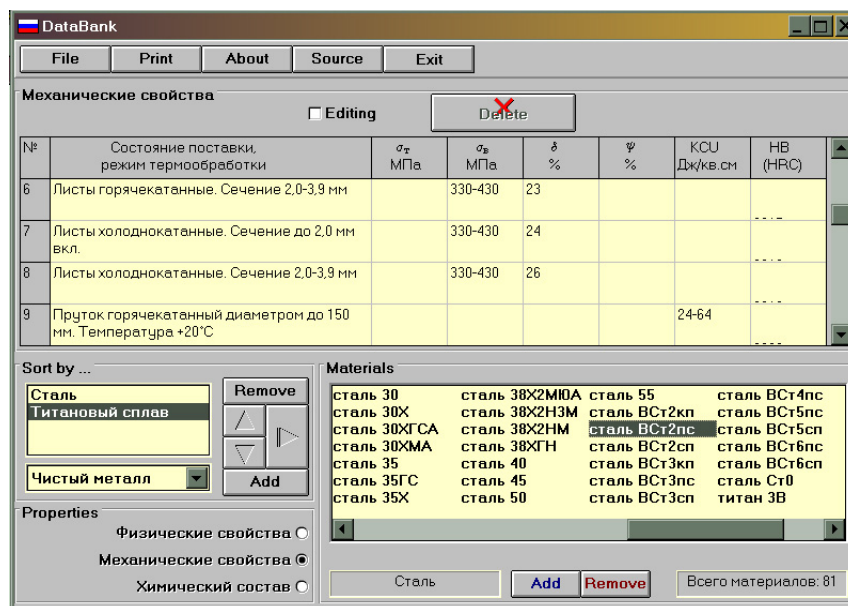 DataBank
File Print About Source Exit
Механические свойства
Editing
Delete
№ Состояние поставки, режим термообработки σт МПа σв МПа δ % ψ % KCU Дж/кв.см HB (HRC)
6 Листы горячекатанные. Сечение 2,0-3,9 мм 330-430 23
7 Листы холоднокатанные. Сечение до 2,0 мм вкл. 330-430 24
8 Листы холоднокатанные. Сечение 2,0-3,9 мм 330-430 26
9 Пруток горячекатанный диаметром до 150 мм. Температура +20°С 24-64
Sort by ...
Сталь
Титановый сплав
Чистый металл
Remove
Add
Properties
Физические свойства
Механические свойства
Химический состав
Materials
сталь 30 сталь 38Х2МЮА сталь 55 сталь ВСт4пс
сталь 30Х сталь 38Х2Н3М сталь ВСт2кп сталь ВСт5пс
сталь 30ХГСА сталь 38Х2НМ сталь ВСт2пс сталь ВСт5сп
сталь 30ХМА сталь 38ХГН сталь ВСт2сп сталь ВСт6пс
сталь 35 сталь 40 сталь ВСт3кп сталь ВСт6сп
сталь 35ГС сталь 45 сталь ВСт3пс сталь Ст0
сталь 35Х сталь 50 сталь ВСт3сп титан 3В
Сталь Add Remove Всего материалов: 81